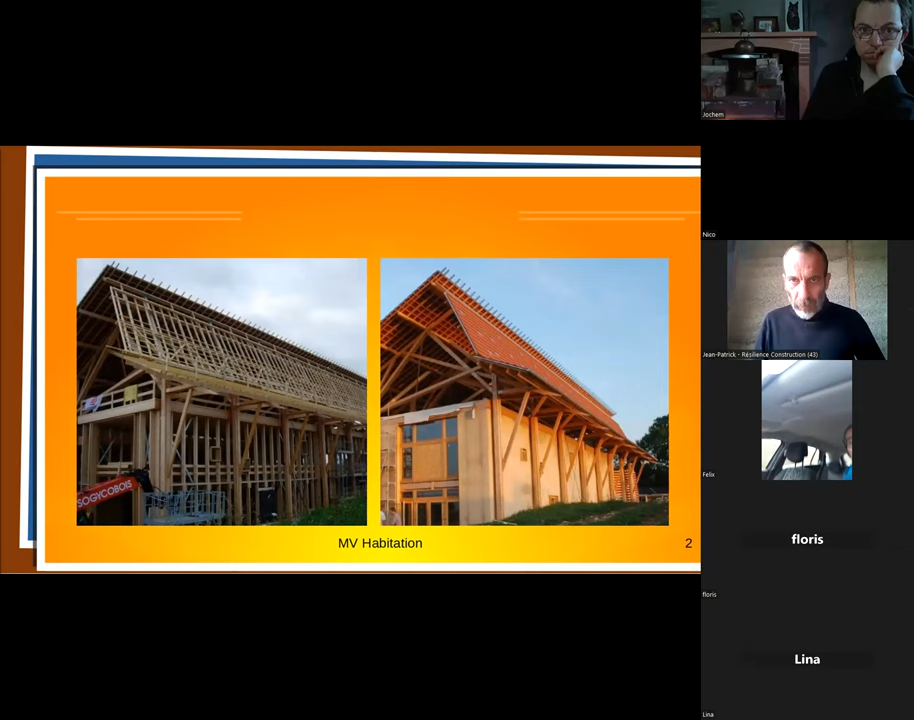 SOGYCOBOIS
MV Habitation
2
Jochem
Nico
Jean-Patrick - Résilience Construction (43)
Felix
floris
floris
Lina
Lina